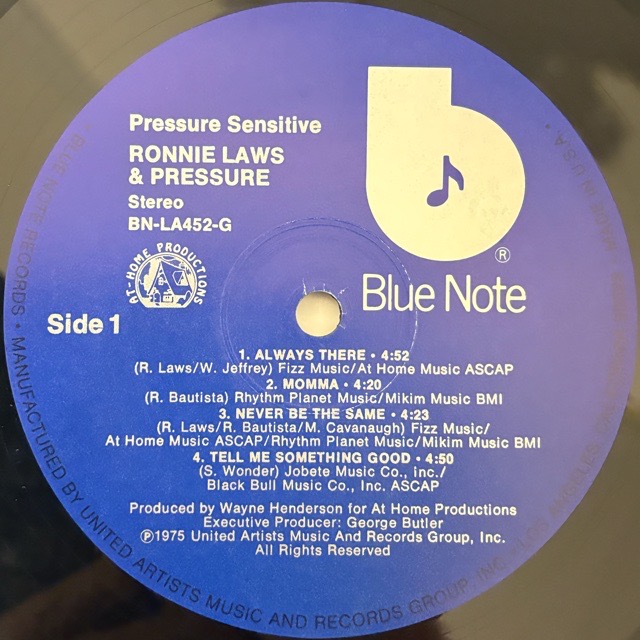 Pressure Sensitive
RONNIE LAWS
& PRESSURE
Stereo
BN-LA452-G
AT-HOME PRODUCTIONS
Side 1
®
Blue Note
1. ALWAYS THERE • 4:52
(R. Laws/W. Jeffrey) Fizz Music/At Home Music ASCAP
2. MOMMA • 4:20
(R. Bautista) Rhythm Planet Music/Mikim Music BMI
3. NEVER BE THE SAME • 4:23
(R. Laws/R. Bautista/M. Cavanaugh) Fizz Music/
At Home Music ASCAP/Rhythm Planet Music/Mikim Music BMI
4. TELL ME SOMETHING GOOD • 4:50
(S. Wonder) Jobete Music Co., inc./
Black Bull Music Co., Inc. ASCAP
Produced by Wayne Henderson for At Home Productions
Executive Producer: George Butler
℗1975 United Artists Music And Records Group, Inc.
All Rights Reserved
• BLUE NOTE RECORDS • MANUFACTURED BY UNITED ARTISTS MUSIC AND RECORDS GROUP, INC. • LOS ANGELES,
MADE IN U.S.A. •